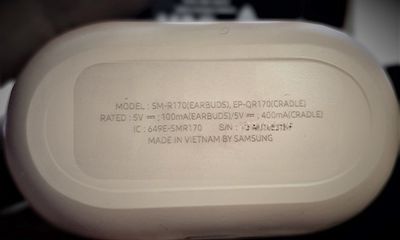 MODEL : SM-R170(EARBUDS), EP-QR170(CRADLE)
RATED : 5V ⎓ ; 100mA(EARBUDS)/5V ⎓ ; 400mA(CRADLE)
IC : 649E-SMR170 S/N :
MADE IN VIETNAM BY SAMSUNG